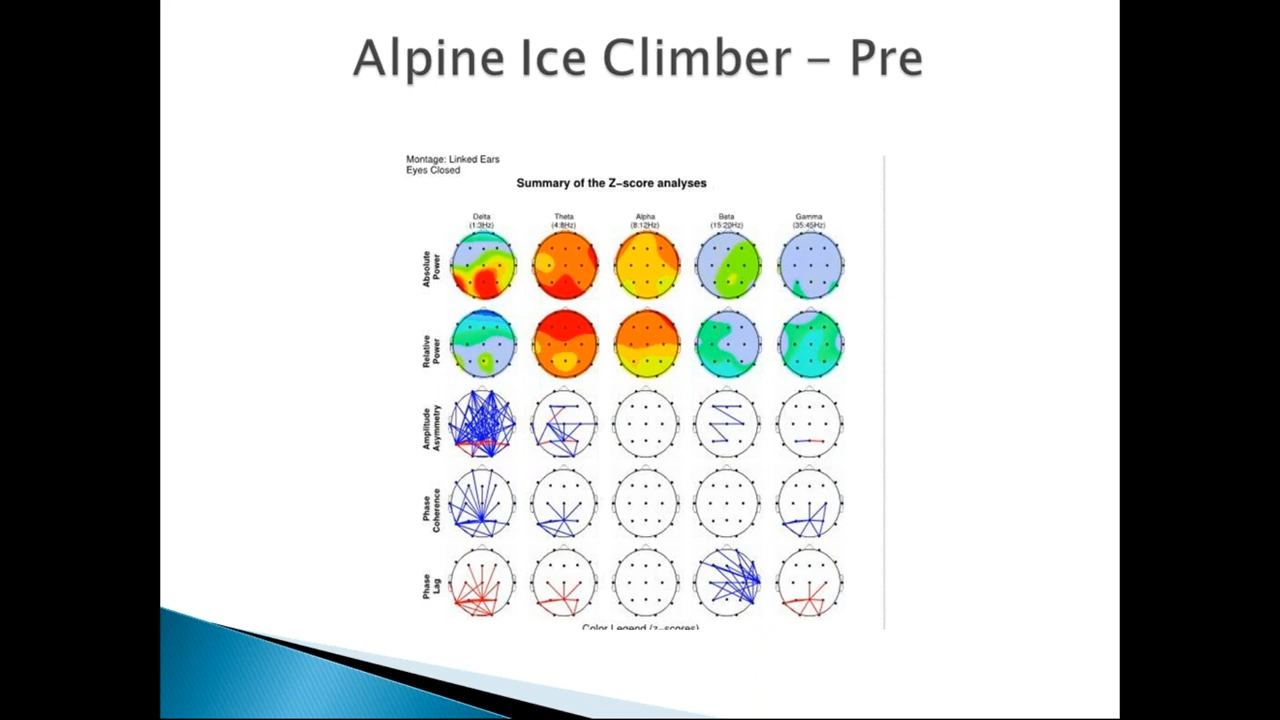 Alpine Ice Climber – Pre
Montage: Linked Ears
Eyes Closed
Summary of the Z−score analyses
Delta Theta Alpha Beta Gamma
(1:3Hz) (4:8Hz) (8:12Hz) (15:20Hz) (35:45Hz)
Absolute
Power
Relative
Power
Amplitude
Asymmetry
Phase
Coherence
Phase
Lag
Color Legend (z−scores)